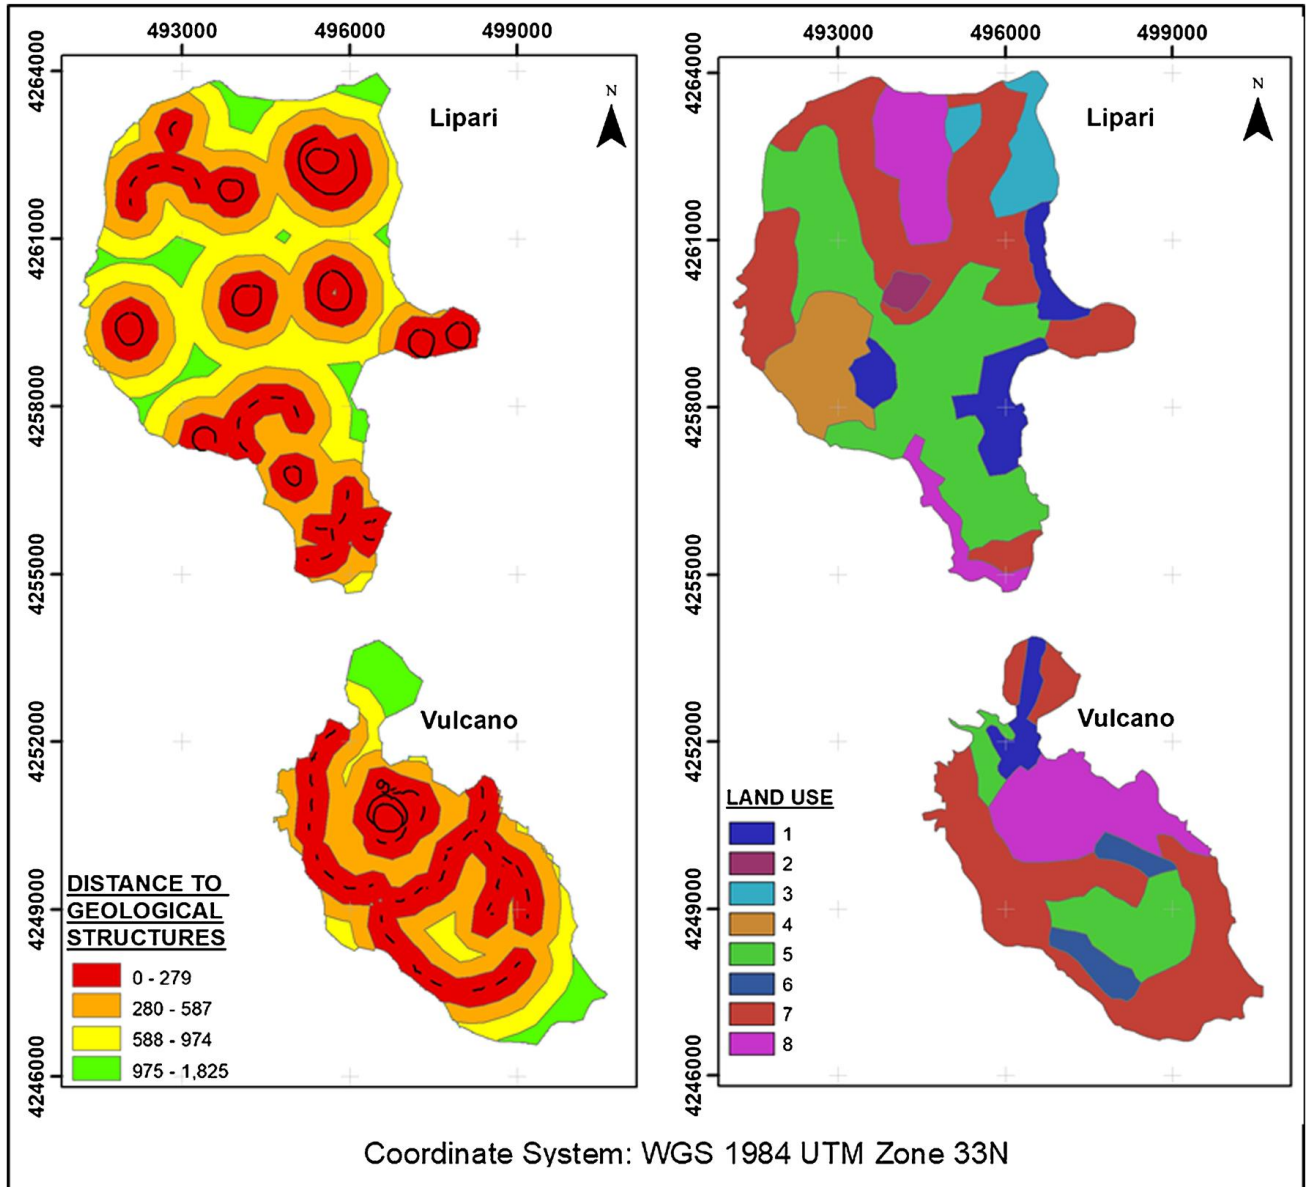 493000 496000 499000
4264000
4261000
4258000
4255000
4252000
4249000
4246000
N
Lipari
Vulcano
DISTANCE TO
GEOLOGICAL
STRUCTURES
0 - 279
280 - 587
588 - 974
975 - 1,825
493000 496000 499000
4264000
4261000
4258000
4255000
4252000
4249000
4246000
N
Lipari
Vulcano
LAND USE
1
2
3
4
5
6
7
8
Coordinate System: WGS 1984 UTM Zone 33N